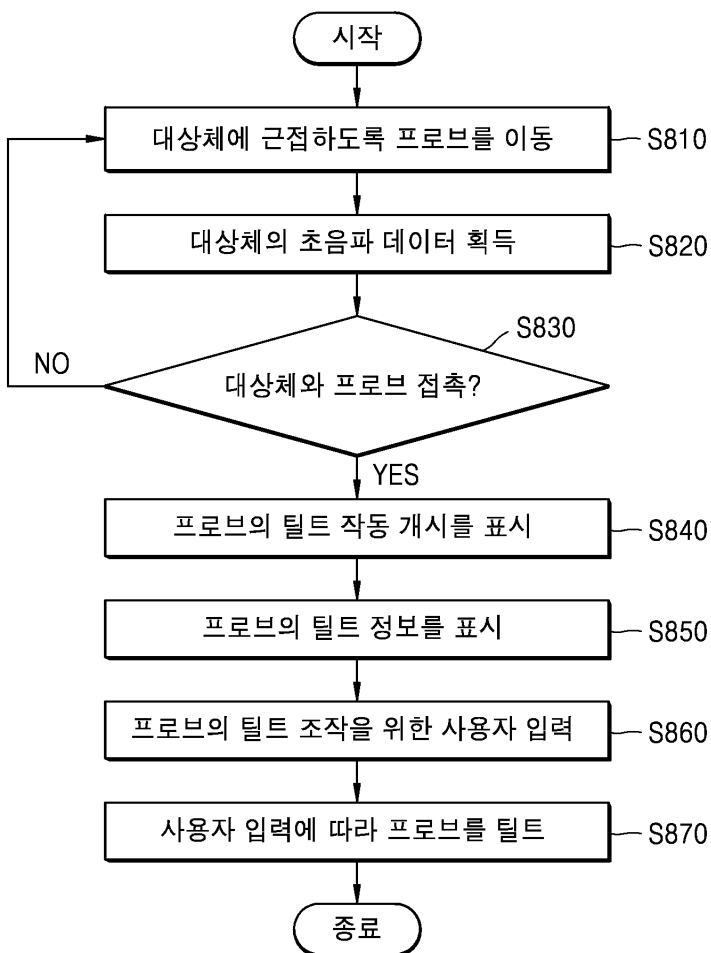 시작
대상체에 근접하도록 프로브를 이동
S810
대상체의 초음파 데이터 획득
S820
S830
대상체와 프로브 접촉?
NO
YES
프로브의 틸트 작동 개시를 표시
S840
프로브의 틸트 정보를 표시
S850
프로브의 틸트 조작을 위한 사용자 입력
S860
사용자 입력에 따라 프로브를 틸트
S870
종료